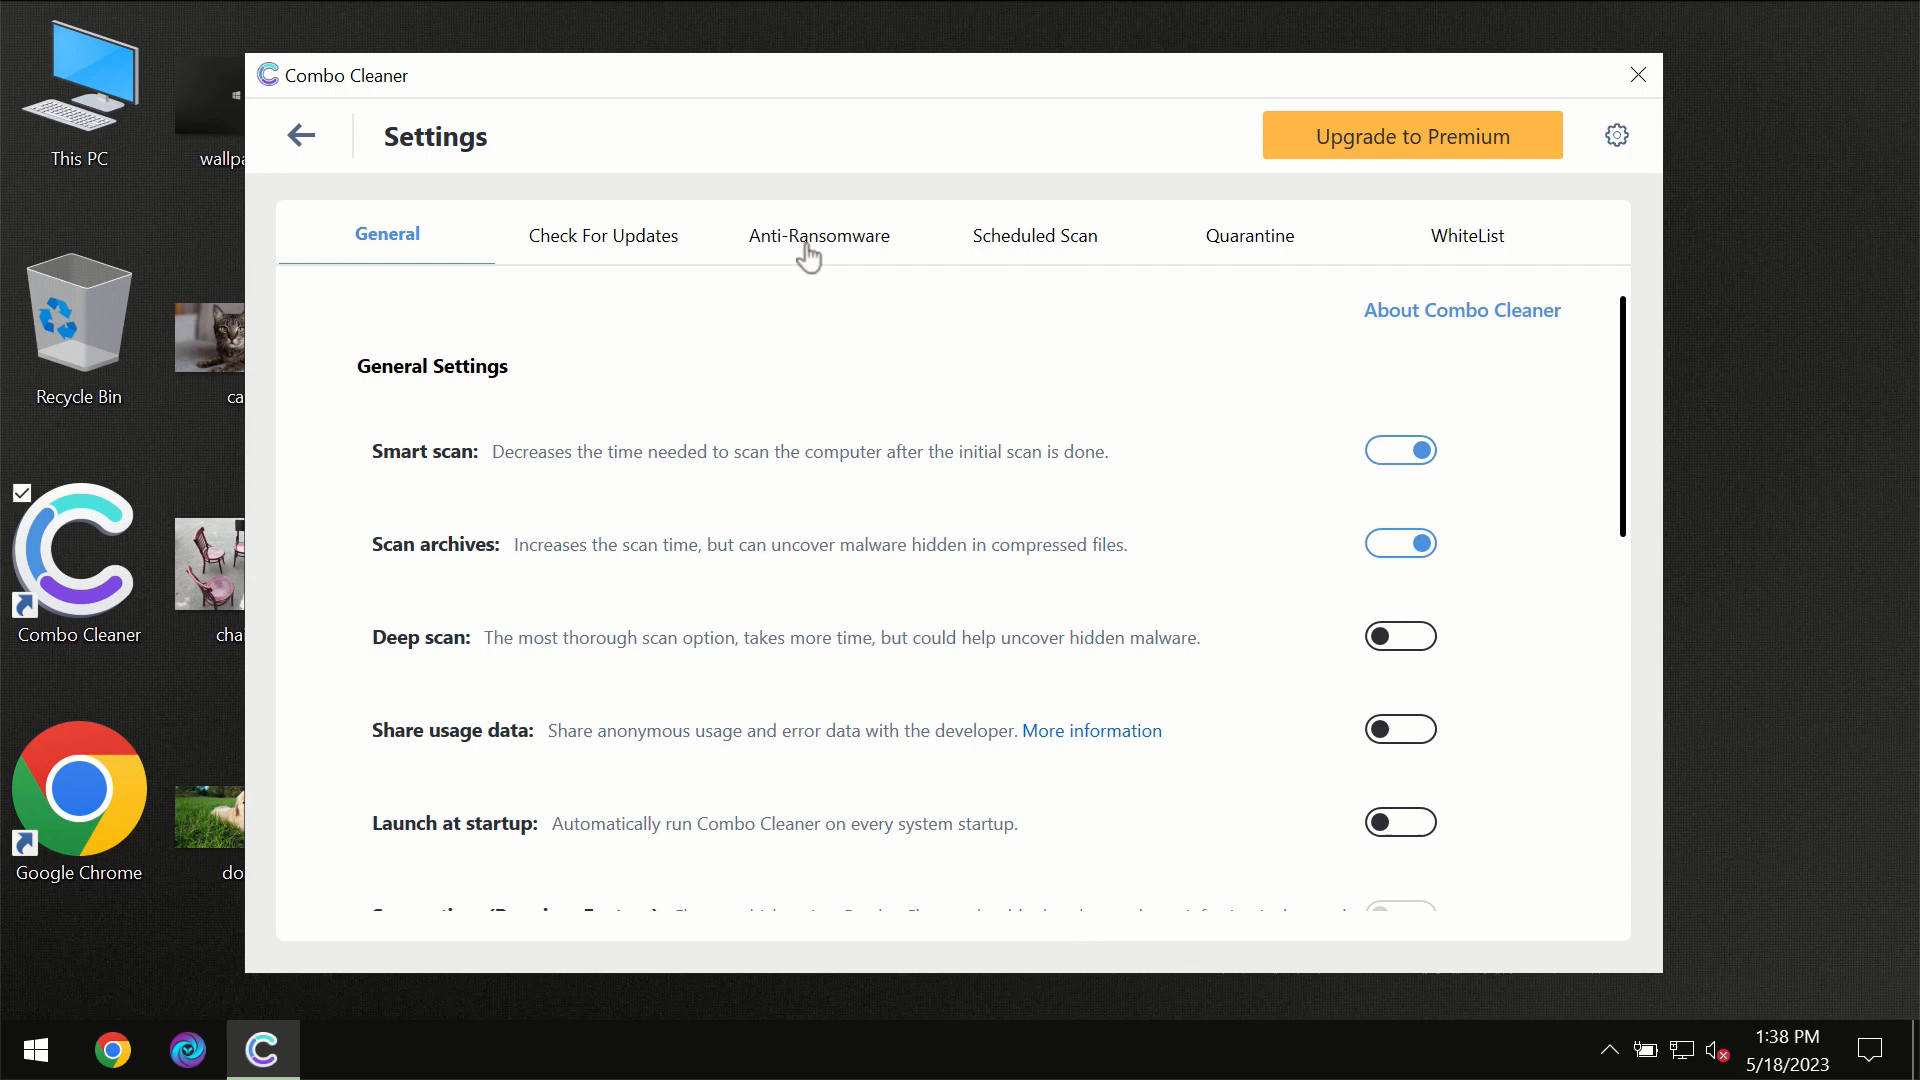 Combo Cleaner
Settings
Upgrade to Premium
General
Check For Updates
Anti-Ransomware
Scheduled Scan
Quarantine
WhiteList
About Combo Cleaner
General Settings
Smart scan: Decreases the time needed to scan the computer after the initial scan is done.
Scan archives: Increases the scan time, but can uncover malware hidden in compressed files.
Deep scan: The most thorough scan option, takes more time, but could help uncover hidden malware.
Share usage data: Share anonymous usage and error data with the developer. More information
Launch at startup: Automatically run Combo Cleaner on every system startup.
This PC
wallpa
Recycle Bin
ca
Combo Cleaner
chai
Google Chrome
do
1:38 PM
5/18/2023